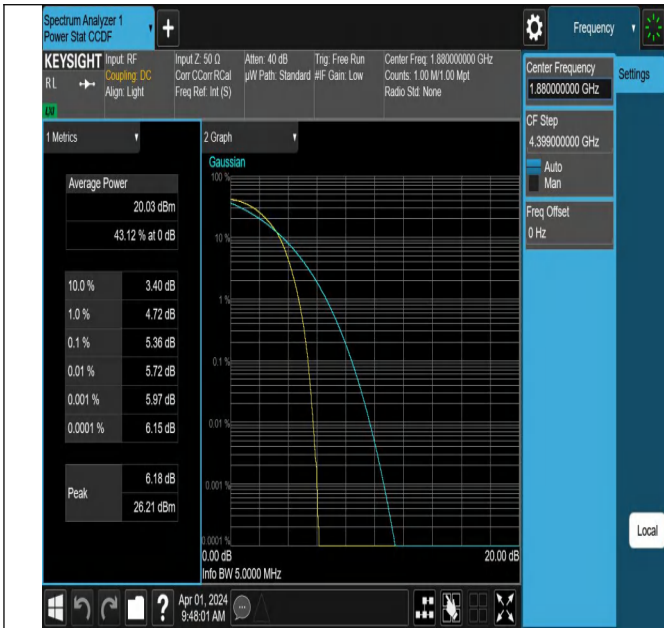 Spectrum Analyzer 1
Power Stat CCDF
Frequency
KEYSIGHT
RL
LXI
Input: RF
Coupling: DC
Align: Light
Input Z: 50 Ω
Corr CCorr RCal
Freq Ref: Int (S)
Atten: 40 dB
µW Path: Standard
Trig: Free Run
#IF Gain: Low
Center Freq: 1.880000000 GHz
Counts: 1.00 M/1.00 Mpt
Radio Std: None
Center Frequency
1.880000000 GHz
Settings
CF Step
4.399000000 GHz
Auto
Man
Freq Offset
0 Hz
Local
1 Metrics
Average Power
20.03 dBm
43.12 % at 0 dB
10.0 % 3.40 dB
1.0 % 4.72 dB
0.1 % 5.36 dB
0.01 % 5.72 dB
0.001 % 5.97 dB
0.0001 % 6.15 dB
Peak
6.18 dB
26.21 dBm
2 Graph
Gaussian
100 %
10 %
1 %
0.1 %
0.01 %
0.001 %
0.0001 %
0.00 dB
20.00 dB
Info BW 5.0000 MHz
?
Apr 01, 2024
9:48:01 AM